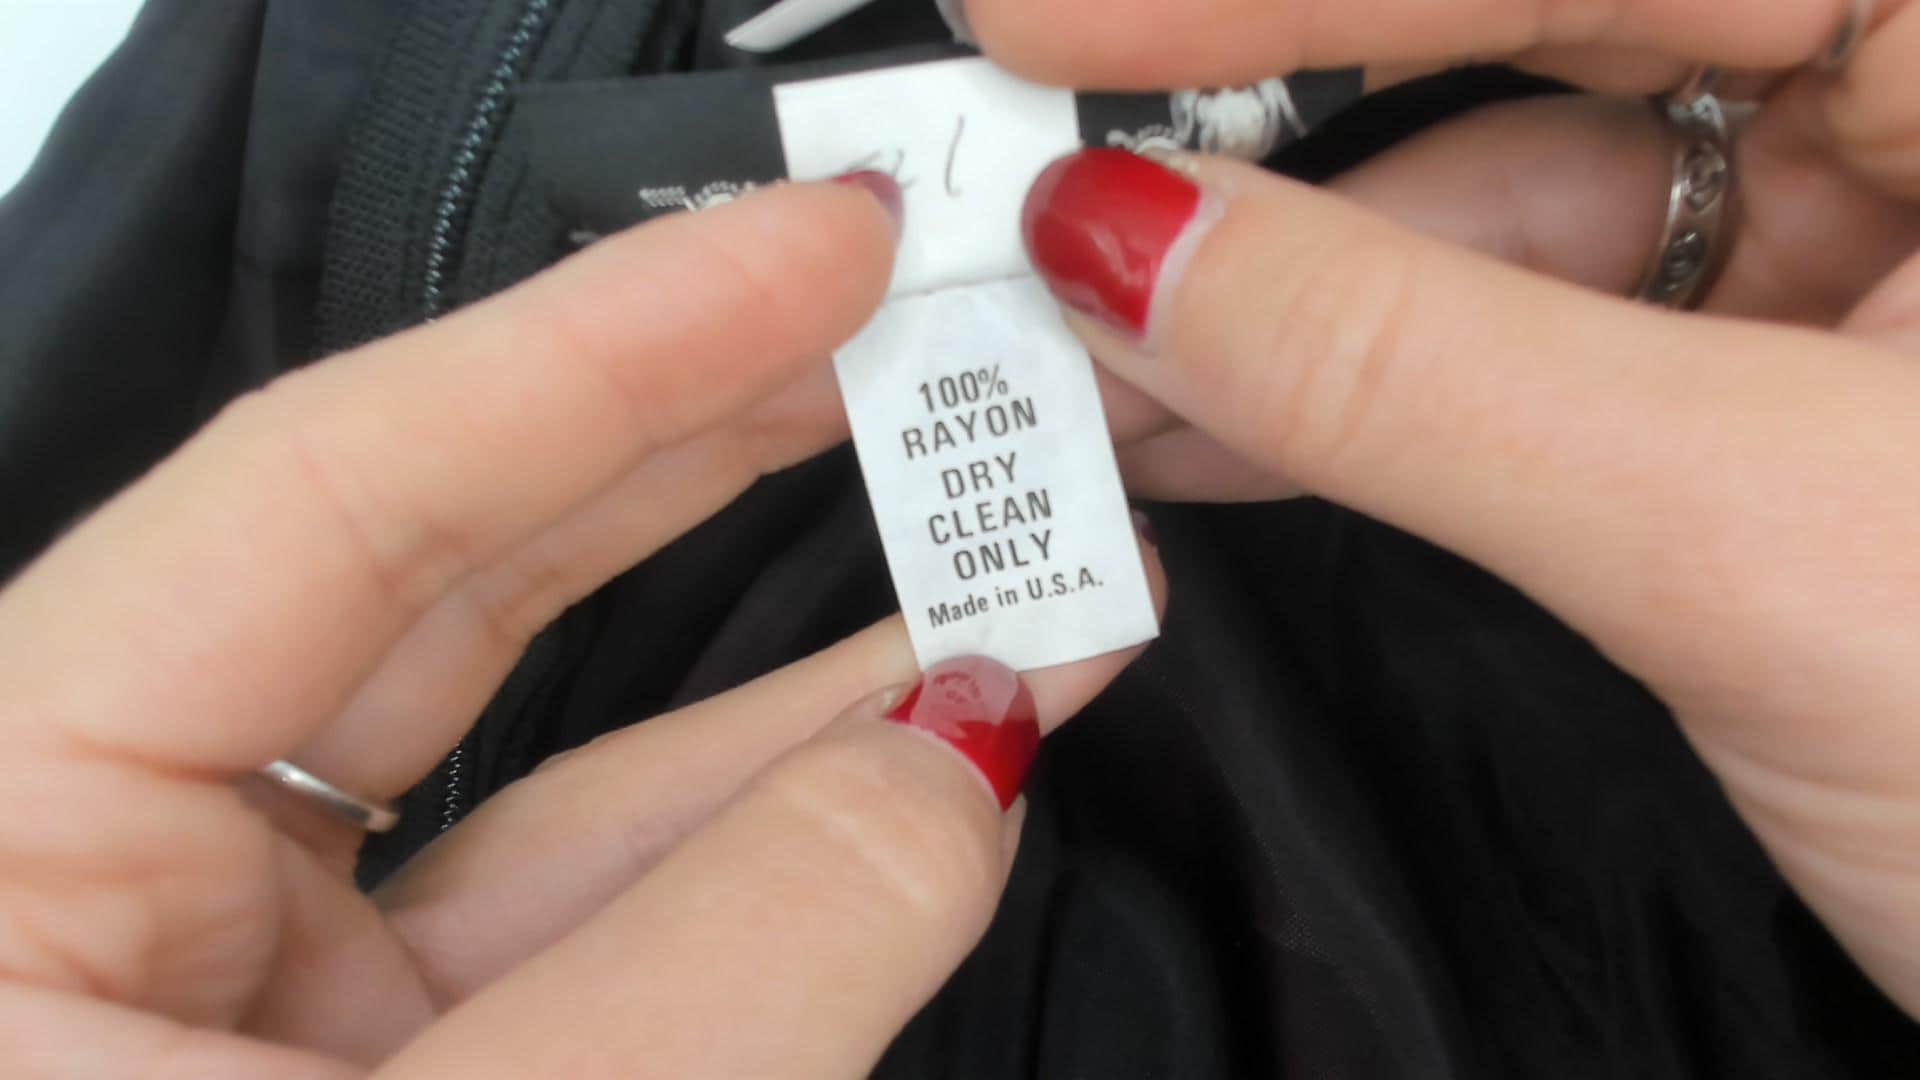 100%
RAYON
DRY
CLEAN
ONLY
Made in U.S.A.